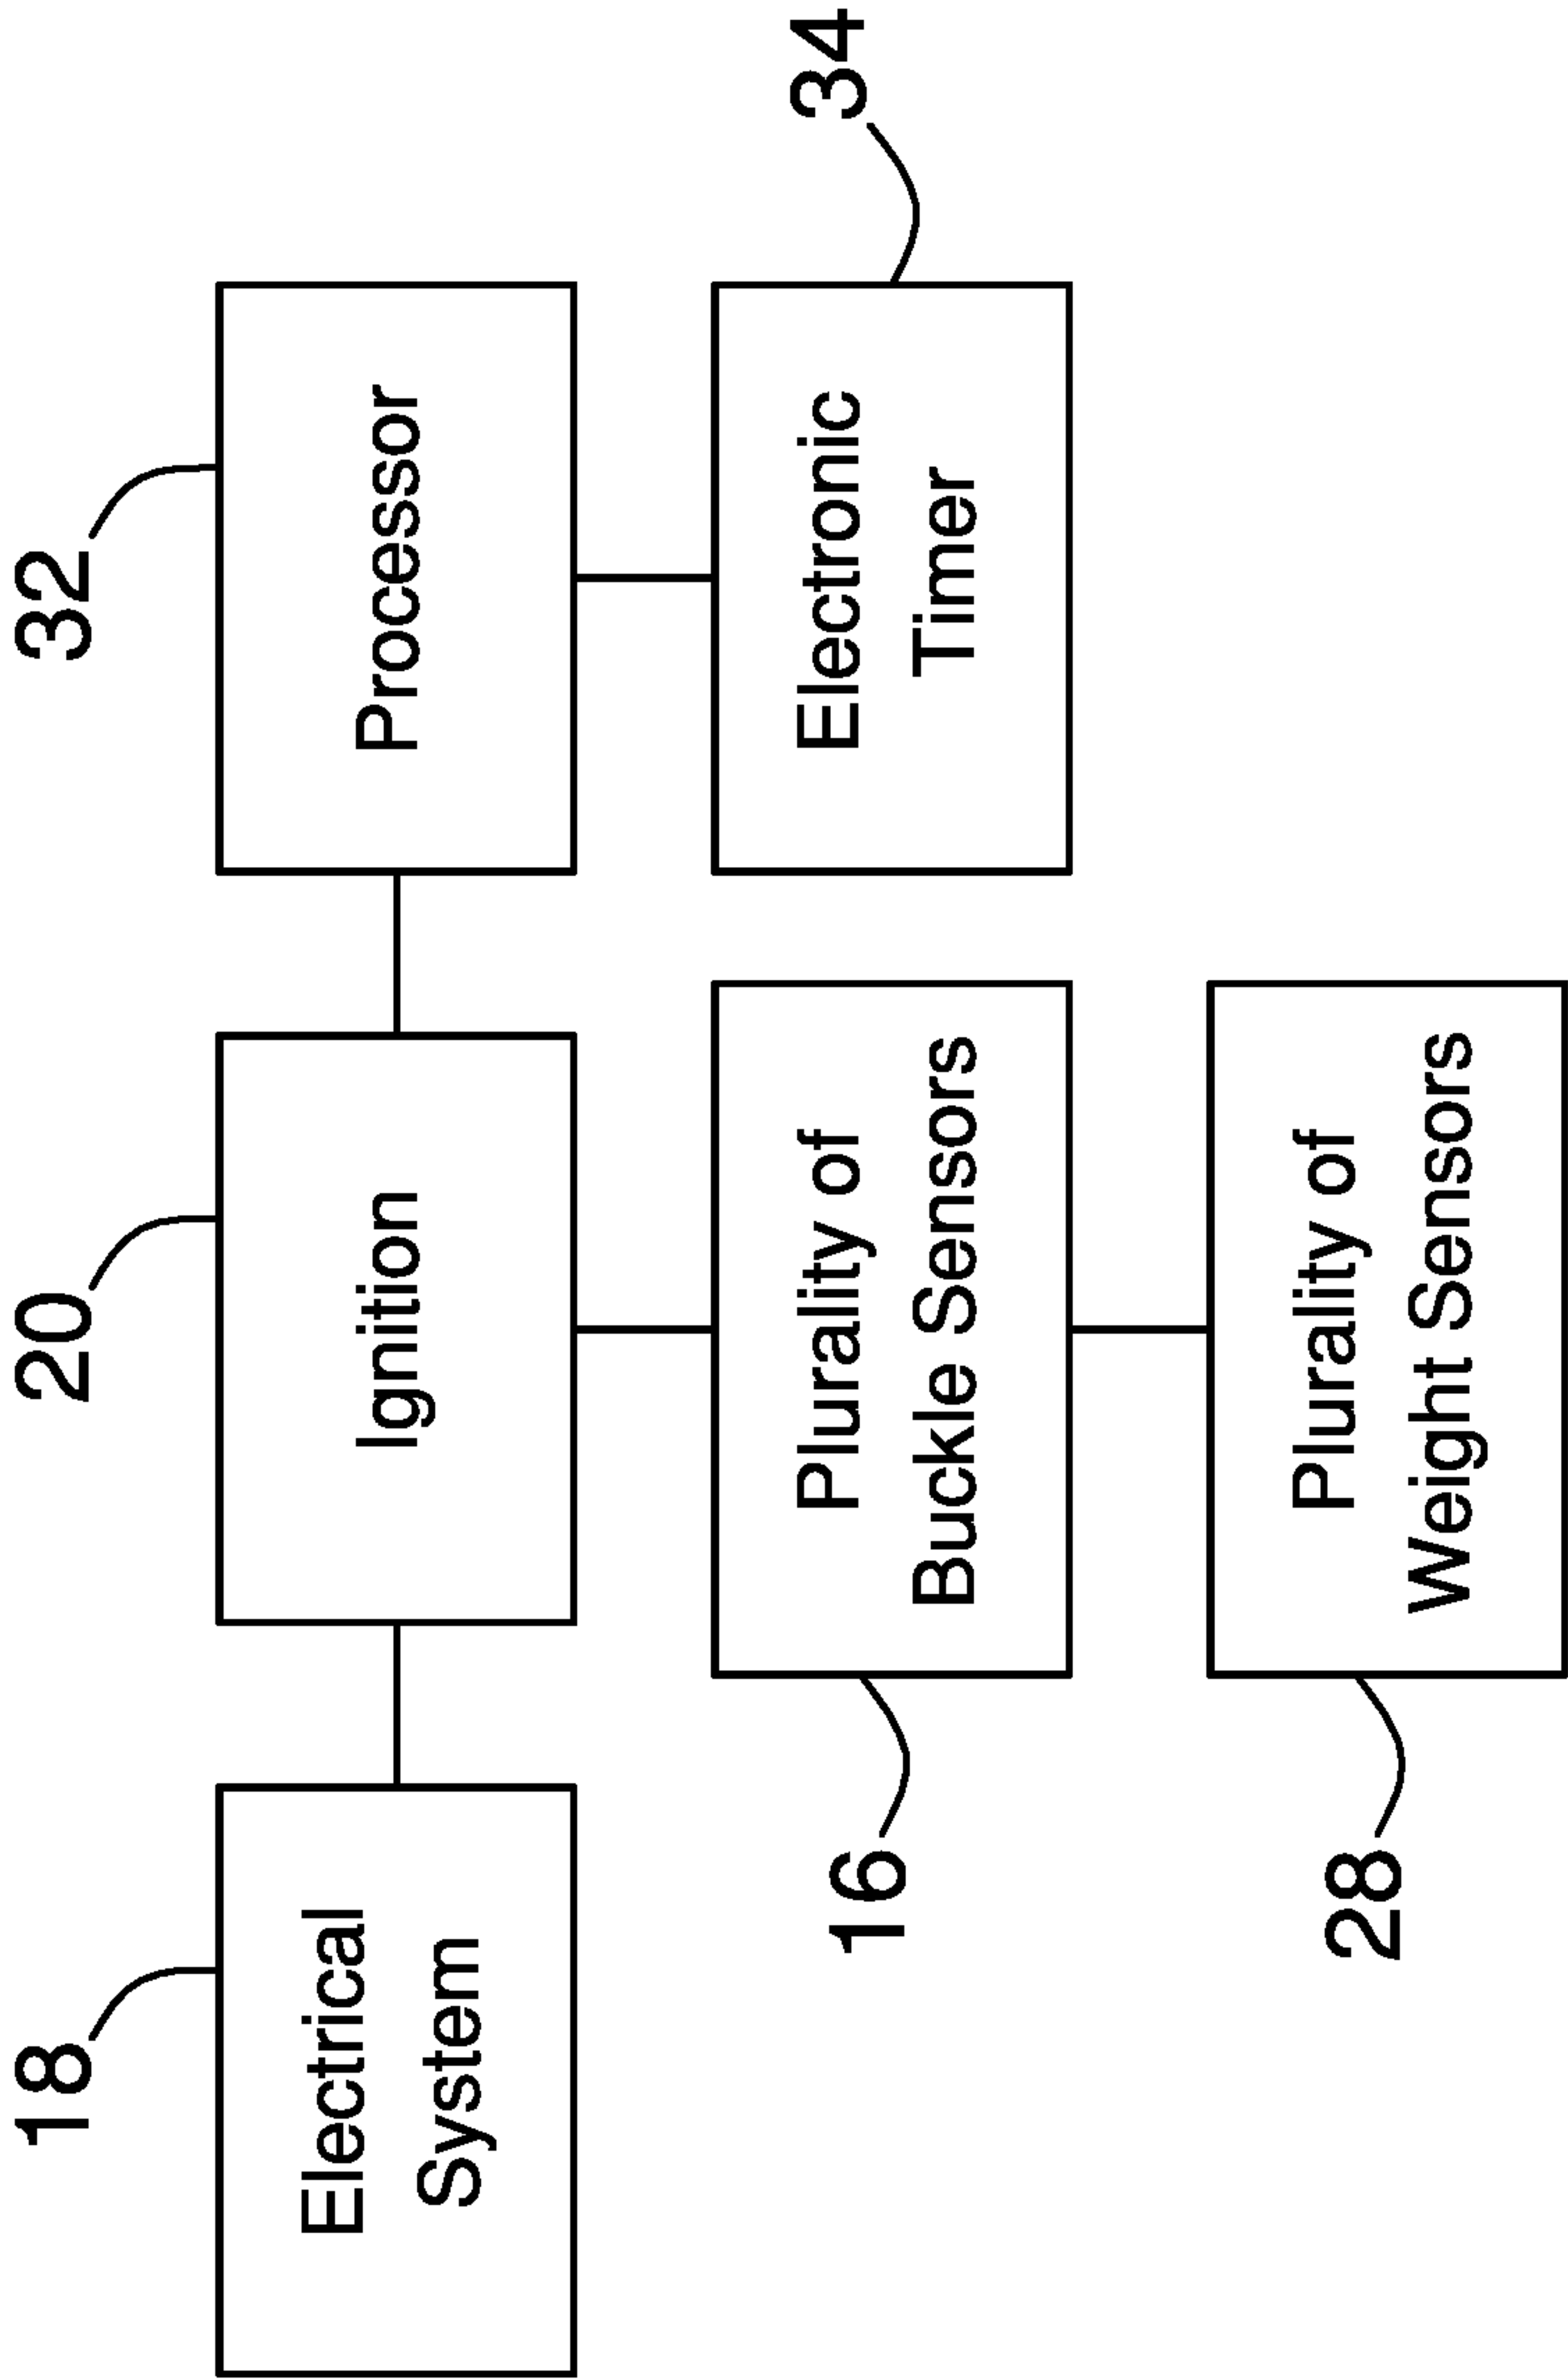 18
20
32
Electrical
System
Ignition
Processor
16
Plurality of
Buckle Sensors
Electronic
Timer
34
28
Plurality of
Weight Sensors